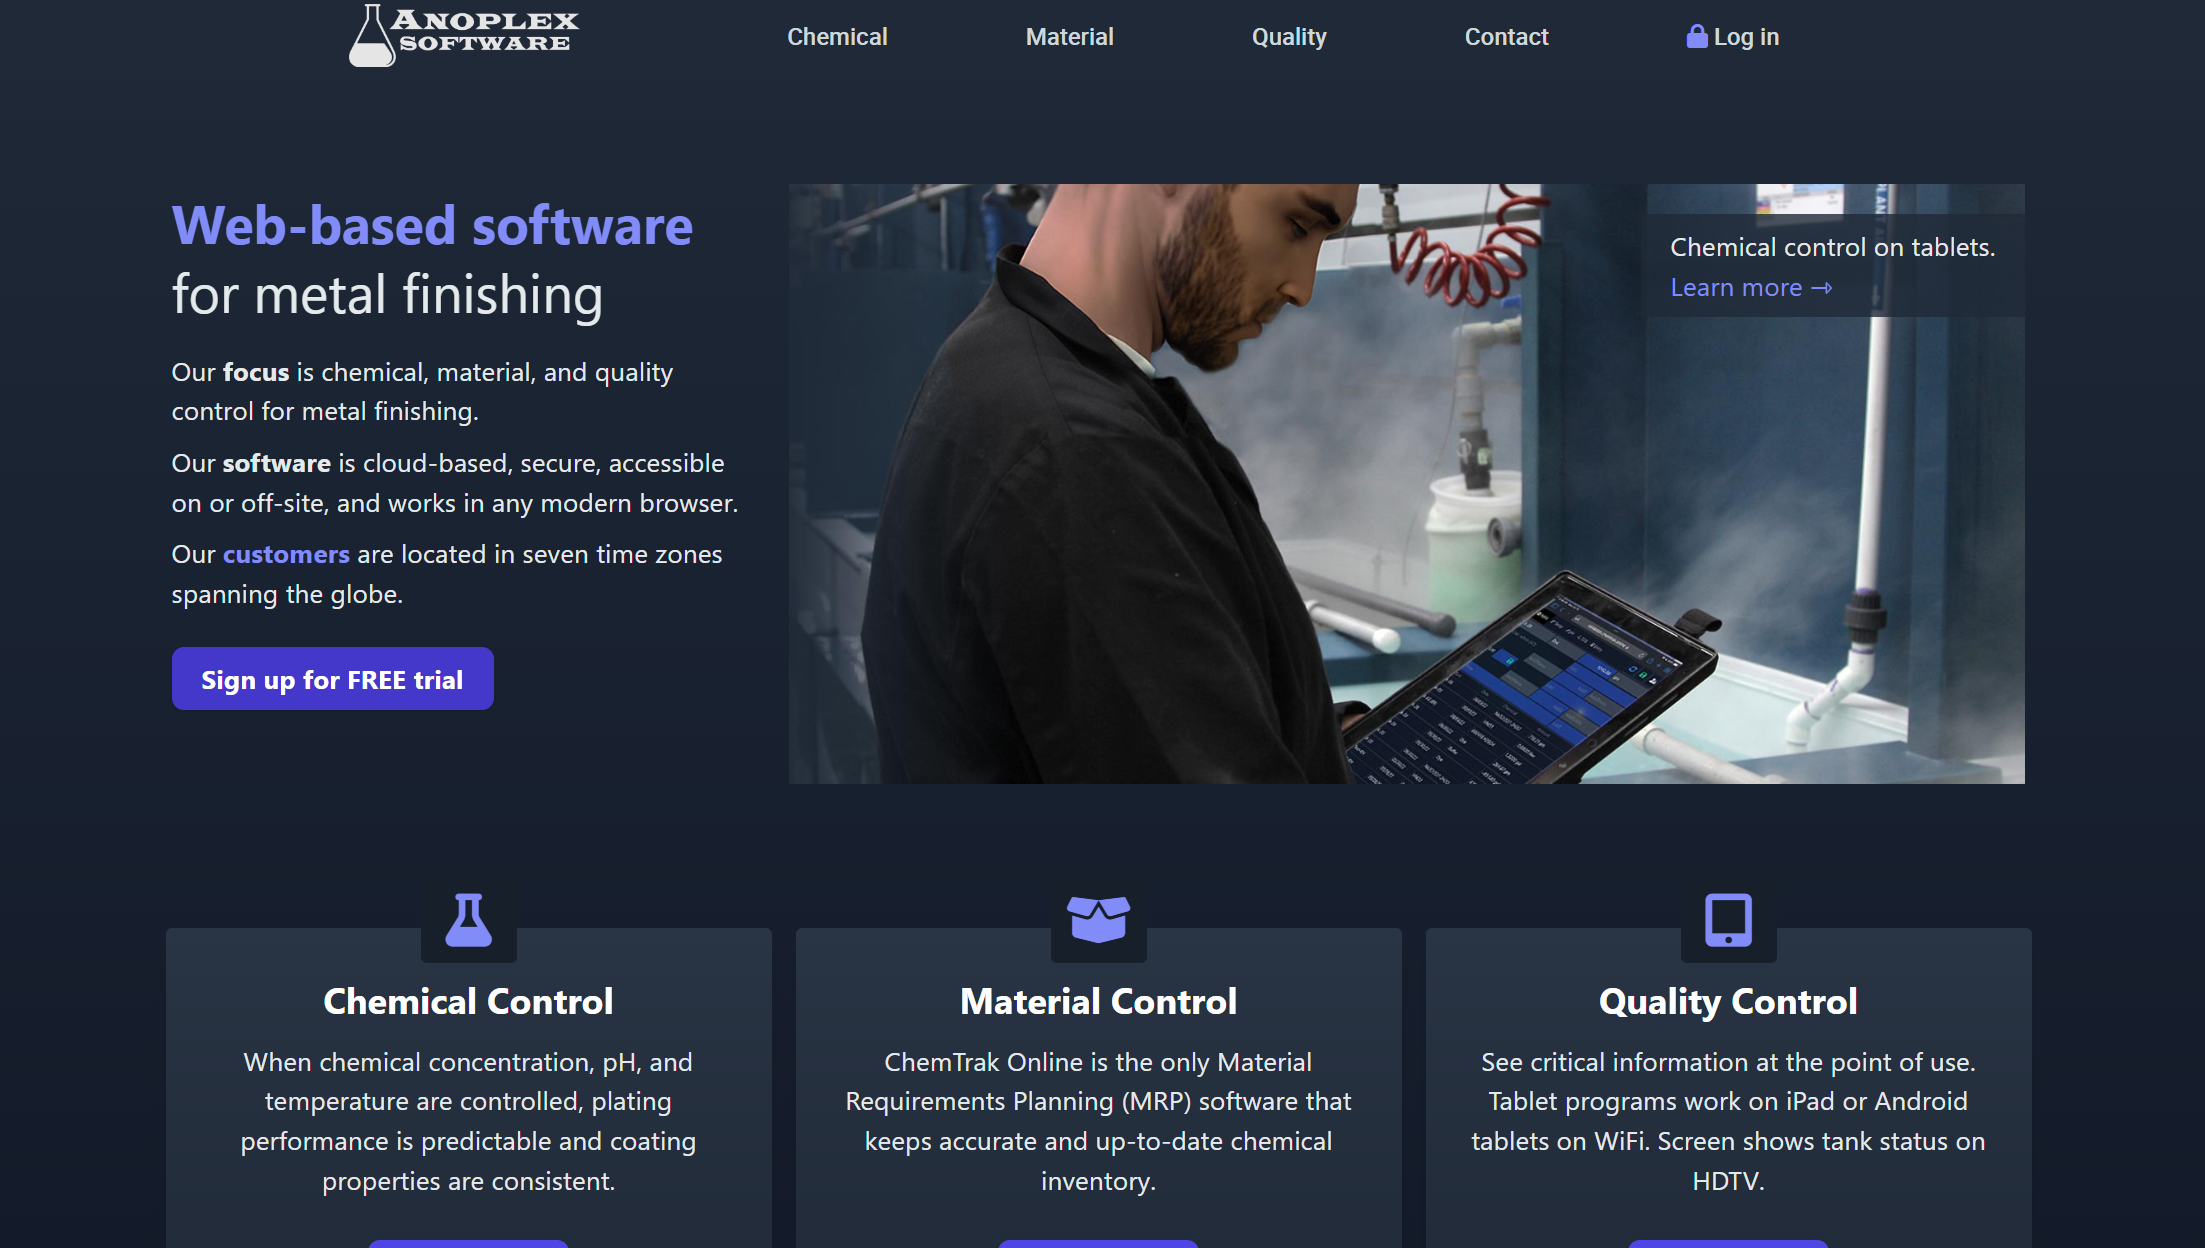 ANOPLEX
SOFTWARE
Chemical
Material
Quality
Contact
Log in
Web-based software
for metal finishing
Our focus is chemical, material, and quality
control for metal finishing.
Our software is cloud-based, secure, accessible
on or off-site, and works in any modern browser.
Our customers are located in seven time zones
spanning the globe.
Sign up for FREE trial
Chemical control on tablets.
Learn more ⇾
Chemical Control
When chemical concentration, pH, and
temperature are controlled, plating
performance is predictable and coating
properties are consistent.
Material Control
ChemTrak Online is the only Material
Requirements Planning (MRP) software that
keeps accurate and up-to-date chemical
inventory.
Quality Control
See critical information at the point of use.
Tablet programs work on iPad or Android
tablets on WiFi. Screen shows tank status on
HDTV.